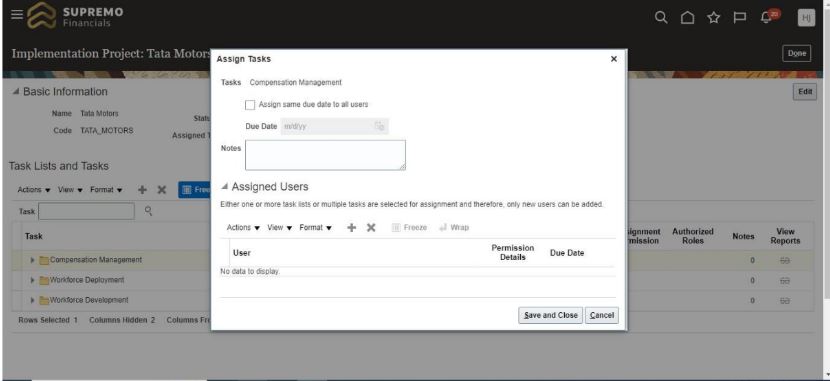 SUPREMO
Financials
20
HJ
Implementation Project: Tata Motors
Done
Basic Information
Edit
Name Tata Motors
Code TATA_MOTORS
Assigned
Task Lists and Tasks
Actions View Format
Task
Task
Authorized Roles
Notes
View Reports
Compensation Management
0
Workforce Deployment
0
Workforce Development
0
Rows Selected 1 Columns Hidden 2 Columns
Assign Tasks
Tasks Compensation Management
Assign same due date to all users
Due Date m/d/yy
Notes
Assigned Users
Either one or more task lists or multiple tasks are selected for assignment and therefore, only new users can be added.
Actions View Format Freeze Wrap
User
Permission Details
Due Date
No data to display.
Save and Close Cancel